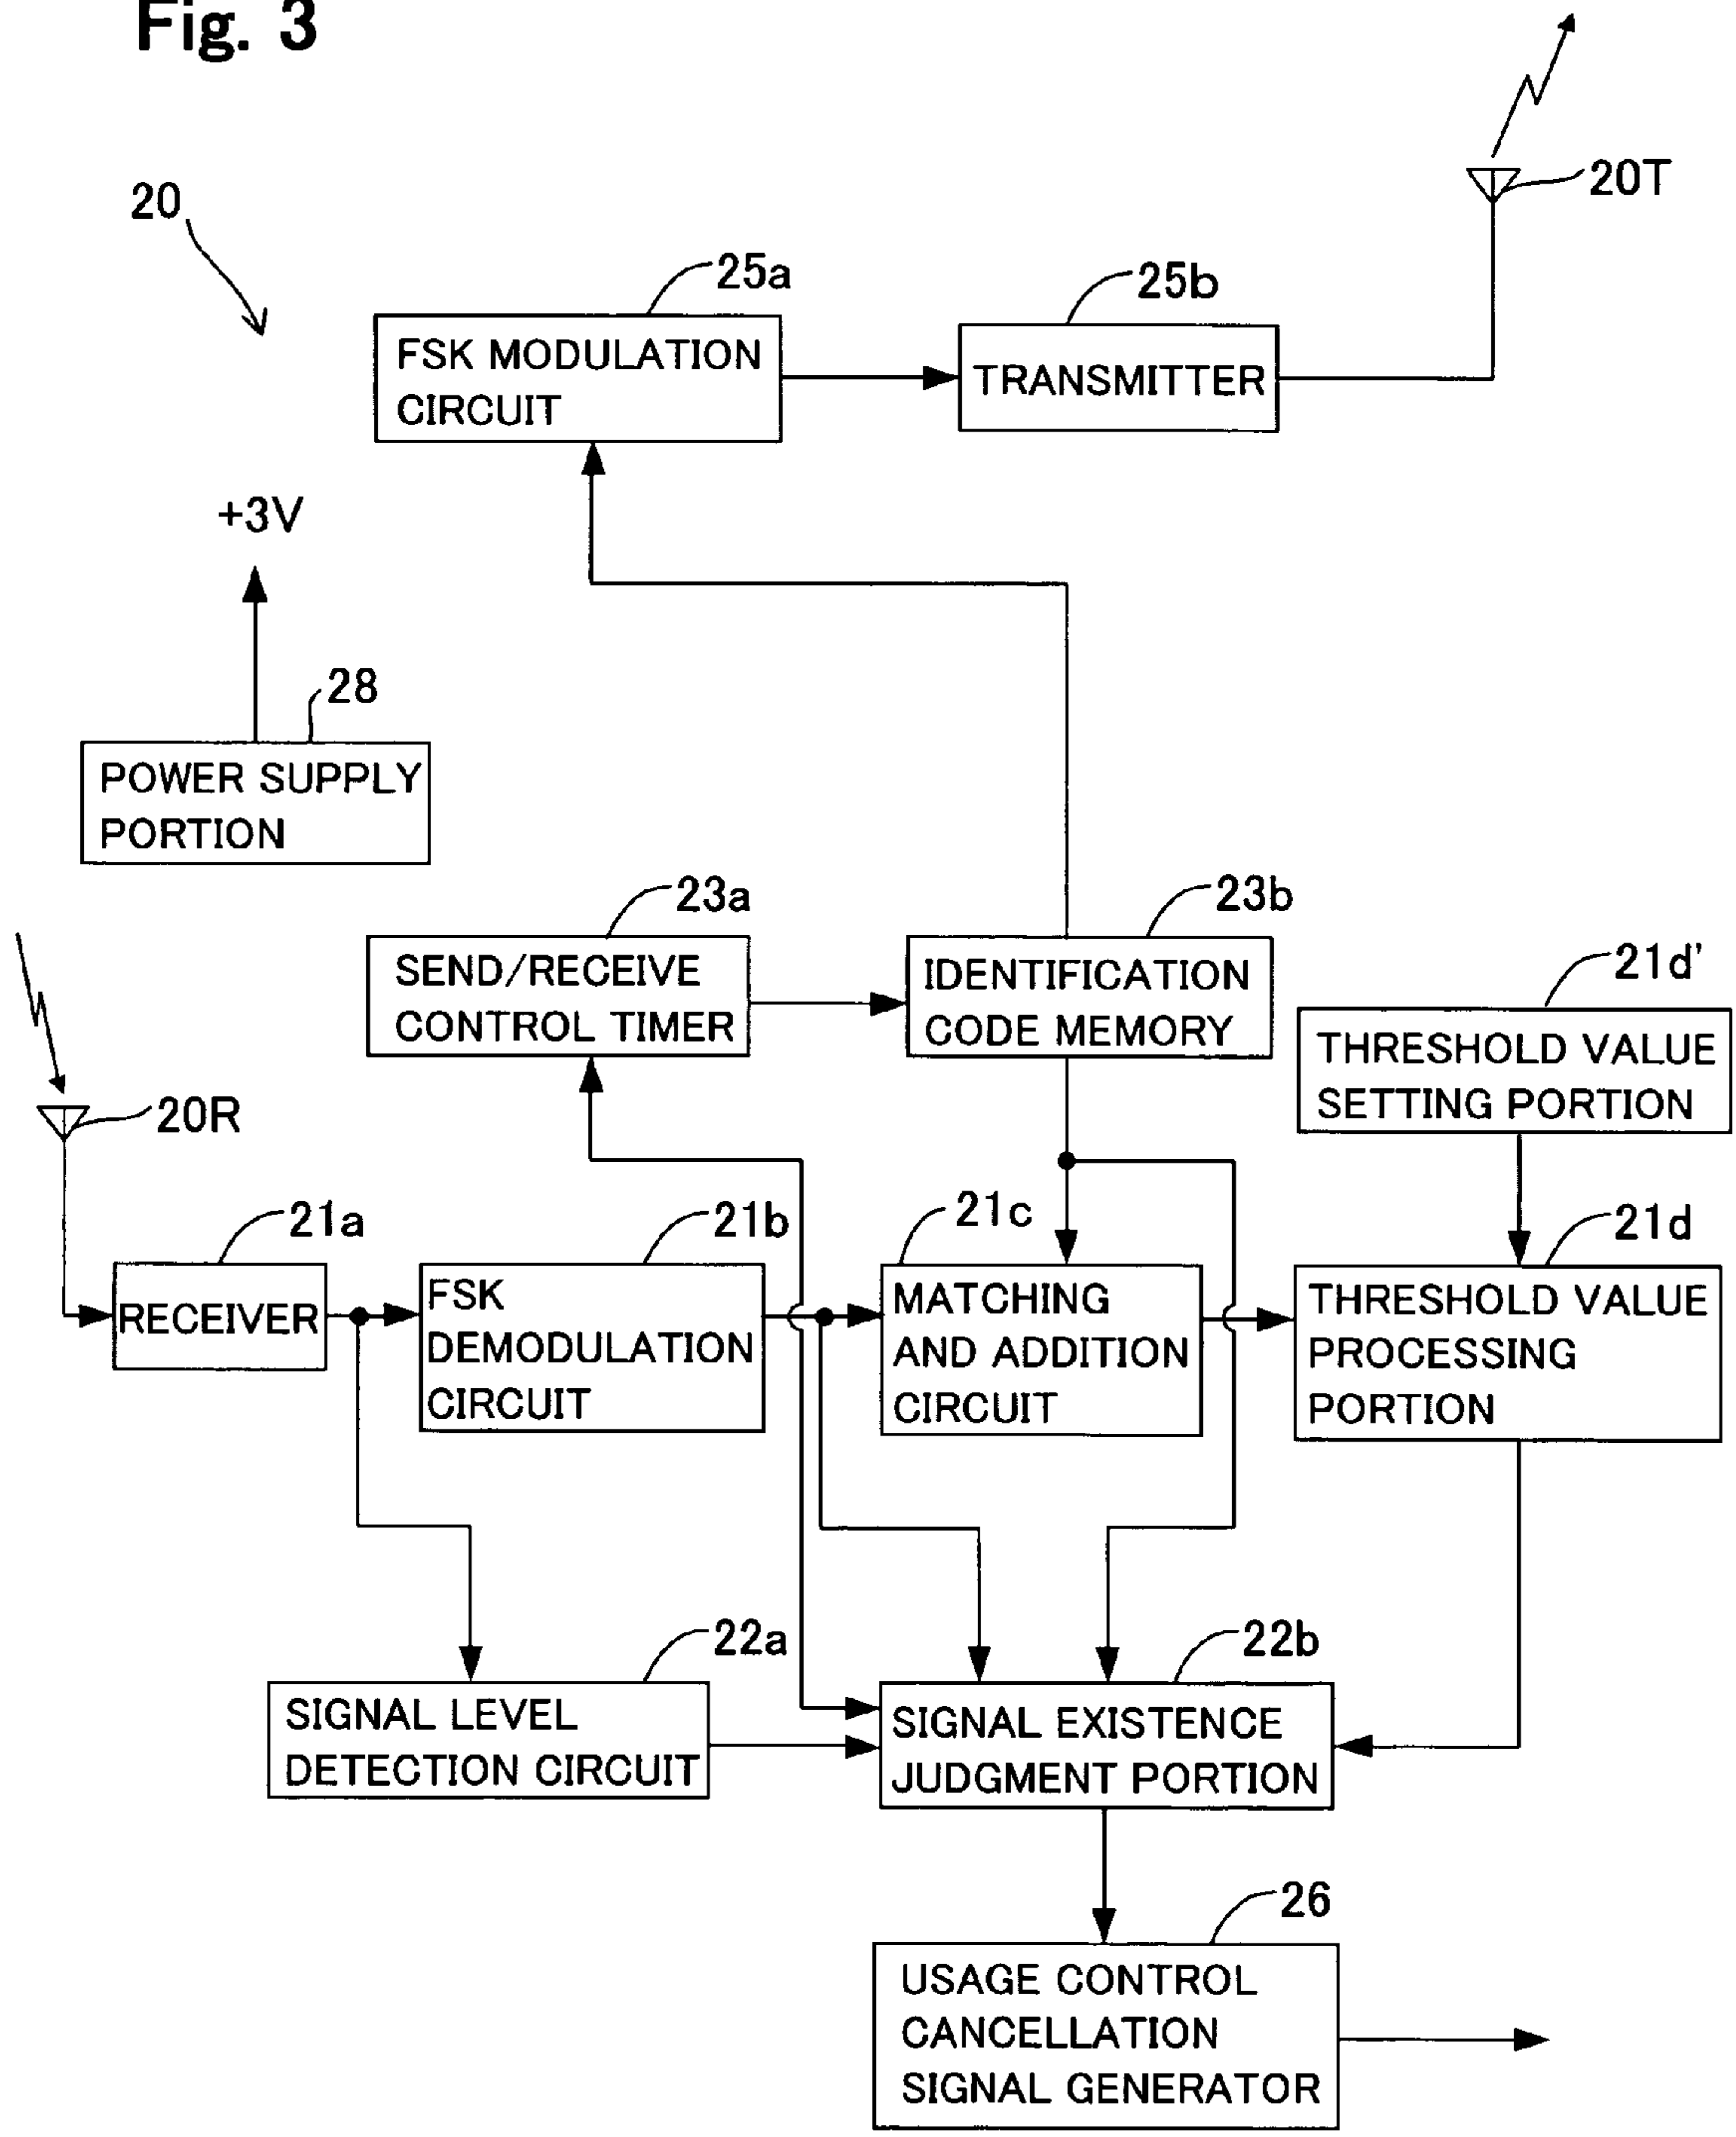 Fig. 3
20T
20
25a
25b
FSK MODULATION
CIRCUIT
TRANSMITTER
+3V
28
POWER SUPPLY
PORTION
23a
23b
SEND/RECEIVE
CONTROL TIMER
IDENTIFICATION
CODE MEMORY
21d'
THRESHOLD VALUE
SETTING PORTION
20R
21a
21b
21c
21d
RECEIVER
FSK
DEMODULATION
CIRCUIT
MATCHING
AND ADDITION
CIRCUIT
THRESHOLD VALUE
PROCESSING
PORTION
22a
22b
SIGNAL LEVEL
DETECTION CIRCUIT
SIGNAL EXISTENCE
JUDGMENT PORTION
26
USAGE CONTROL
CANCELLATION
SIGNAL GENERATOR